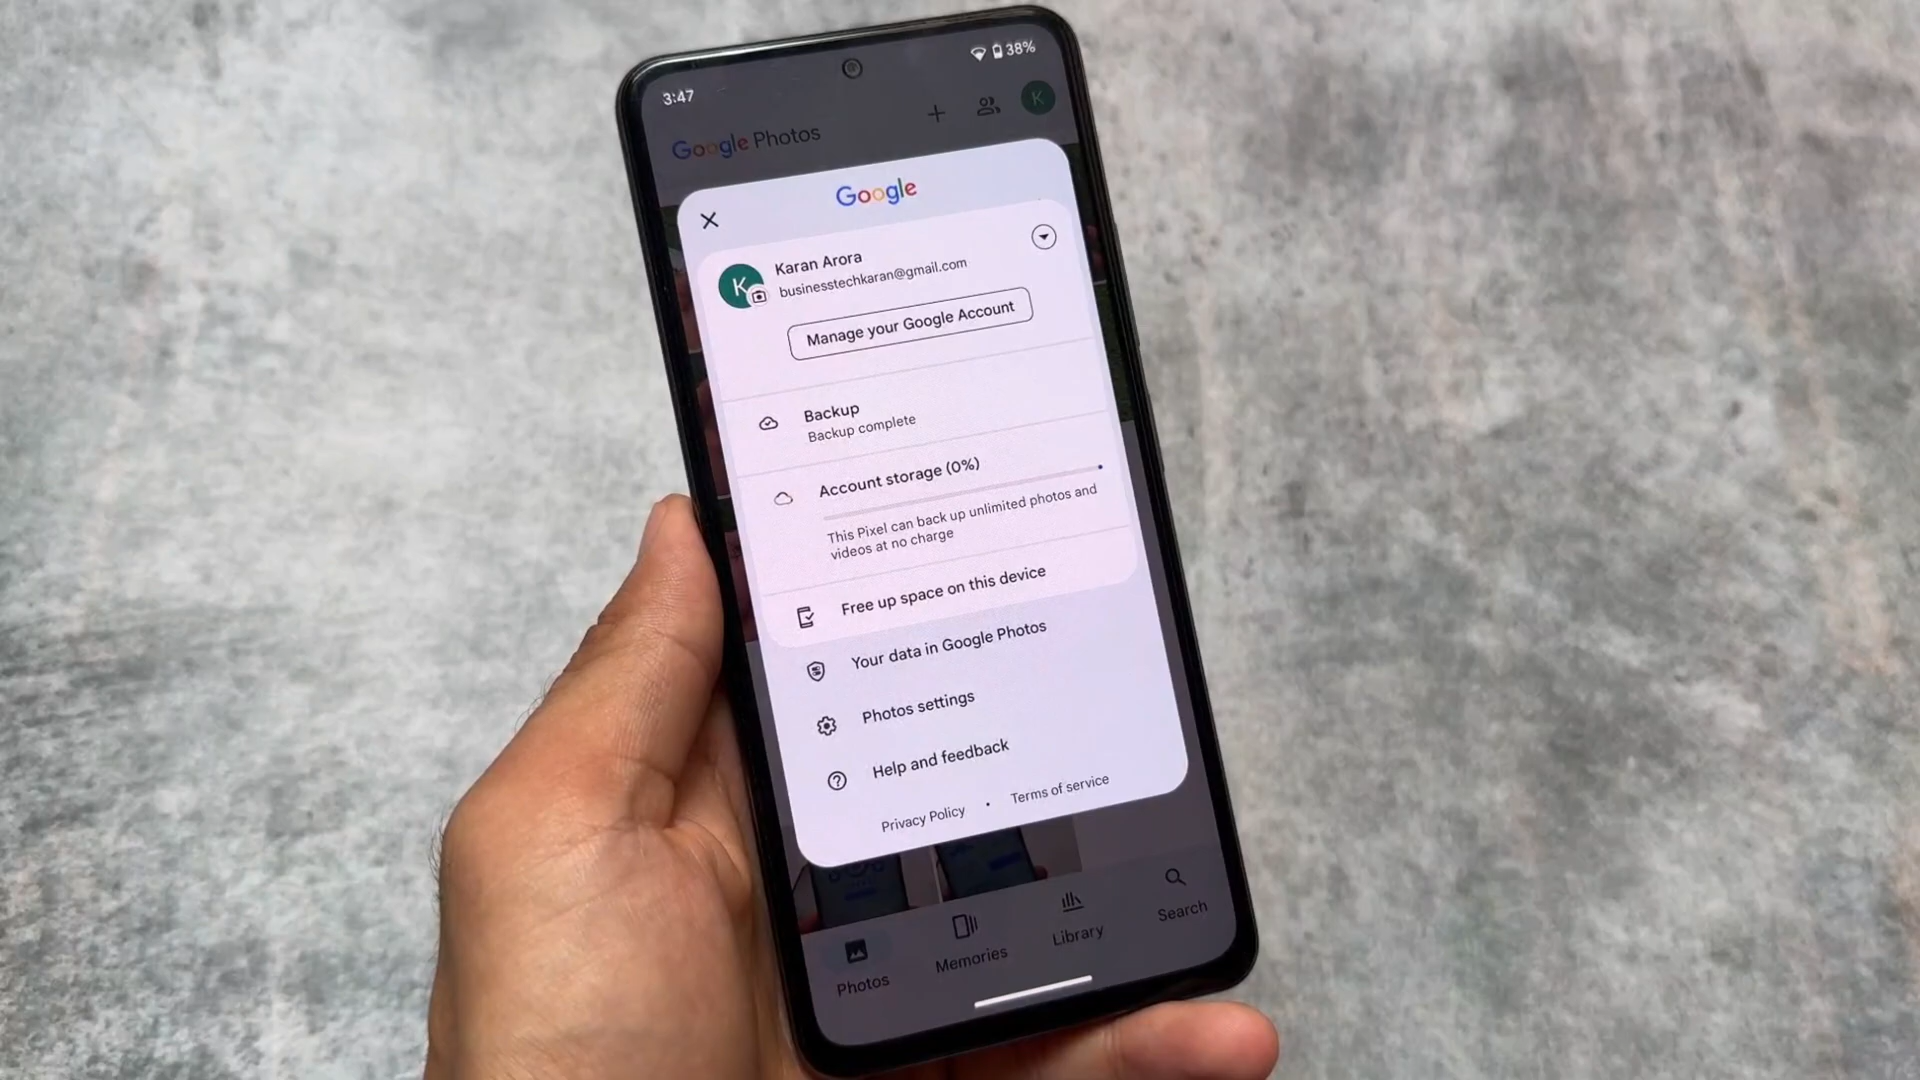 3:47
38%
Google Photos
K
Google
K
Karan Arora
businesstechkaran@gmail.com
Manage your Google Account
Backup
Backup complete
Account storage (0%)
This Pixel can back up unlimited photos and
videos at no charge
Free up space on this device
Your data in Google Photos
Photos settings
Help and feedback
Privacy Policy • Terms of service
Photos
Memories
Library
Search